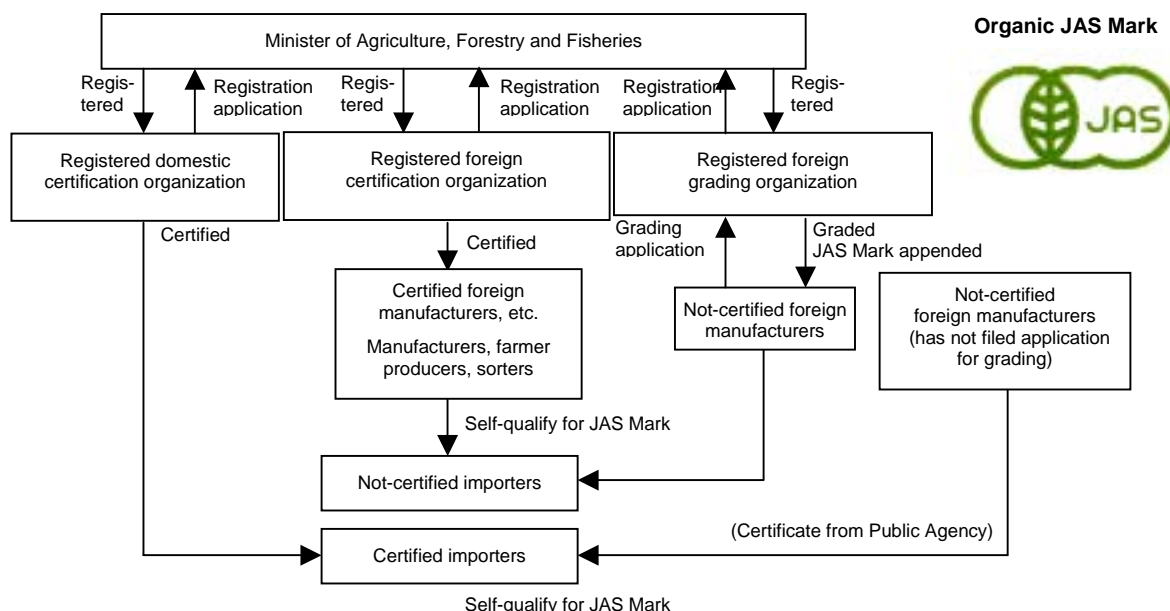 Organic JAS Mark
Minister of Agriculture, Forestry and Fisheries
Regis-
tered
Registration
application
Regis-
tered
Registration
application
Registration
application
Regis-
tered
JAS
Registered domestic
certification organization
Registered foreign
certification organization
Registered foreign
grading organization
Certified
Certified
Grading
application
Graded
JAS Mark appended
Certified foreign
manufacturers, etc.
Manufacturers, farmer
producers, sorters
Not-certified foreign
manufacturers
Not-certified
foreign manufacturers
(has not filed application
for grading)
Self-qualify for JAS Mark
Not-certified importers
(Certificate from Public Agency)
Certified importers
Self-qualify for JAS Mark